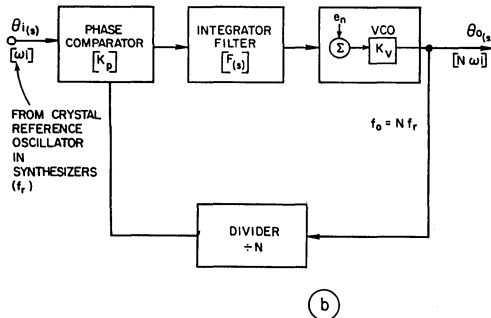 θi(s)
[ωi]
FROM CRYSTAL
REFERENCE
OSCILLATOR
IN
SYNTHESIZERS
(fr)
PHASE
COMPARATOR
[Kp]
INTEGRATOR
FILTER
[F(s)]
en
Σ
VCO
KV
θo(s
[N ωi]
fo = N fr
DIVIDER
÷N
b